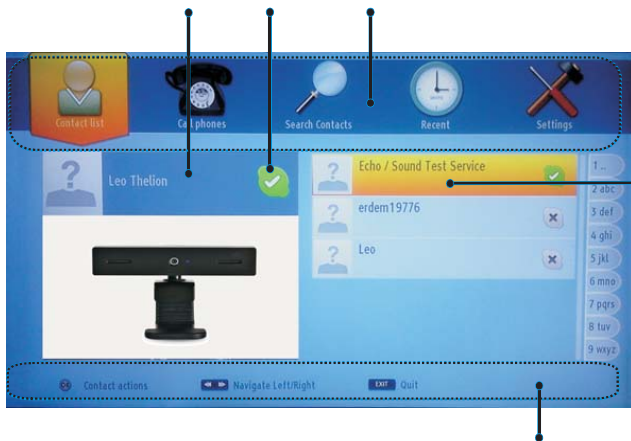 Contact list
Call phones
Search Contacts
Recent
Settings
Leo Thelion
Echo / Sound Test Service
erdem19776
Leo
1 ..
2 abc
3 def
4 ghi
5 jkl
6 mno
7 pqrs
8 tuv
9 wxyz
OK Contact actions
Navigate Left/Right
EXIT Quit